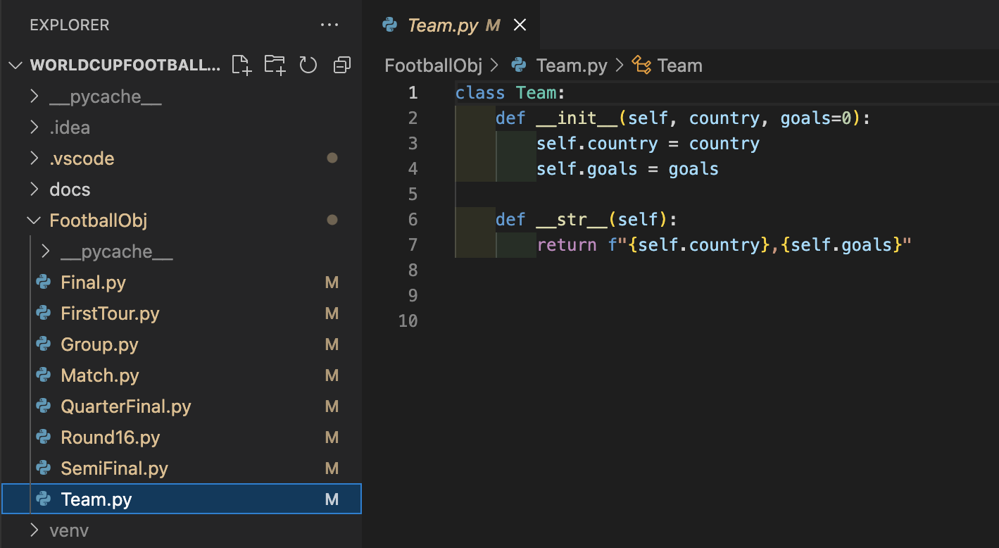 EXPLORER
WORLDCUPFOOTBALL...
__pycache__
.idea
.vscode
docs
FootballObj
__pycache__
Final.py M
FirstTour.py M
Group.py M
Match.py M
QuarterFinal.py M
Round16.py M
SemiFinal.py M
Team.py M
venv
Team.py M
FootballObj > Team.py > Team
1 class Team:
2     def __init__(self, country, goals=0):
3         self.country = country
4         self.goals = goals
5
6     def __str__(self):
7         return f"{self.country},{self.goals}"
8
9
10